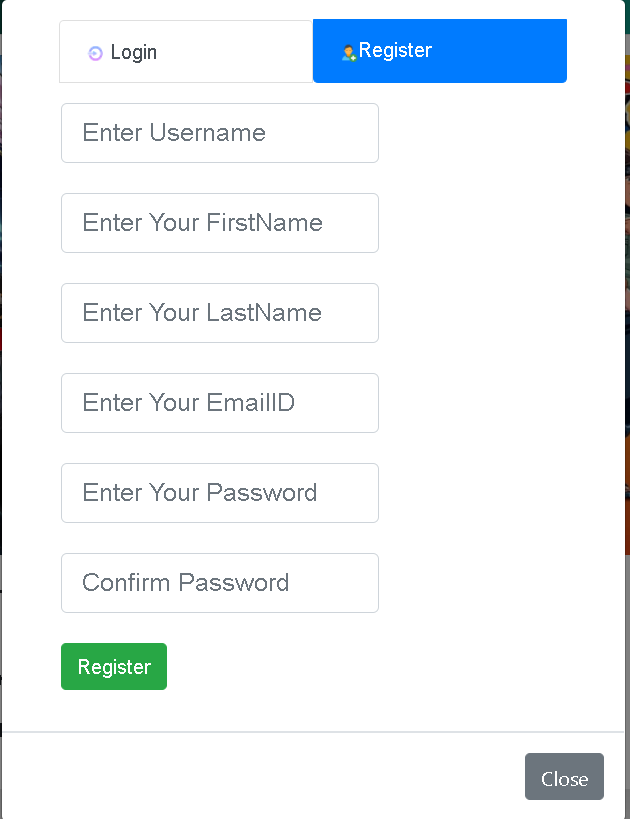 Login
Register
Enter Username
Enter Your FirstName
Enter Your LastName
Enter Your EmailID
Enter Your Password
Confirm Password
Register
Close